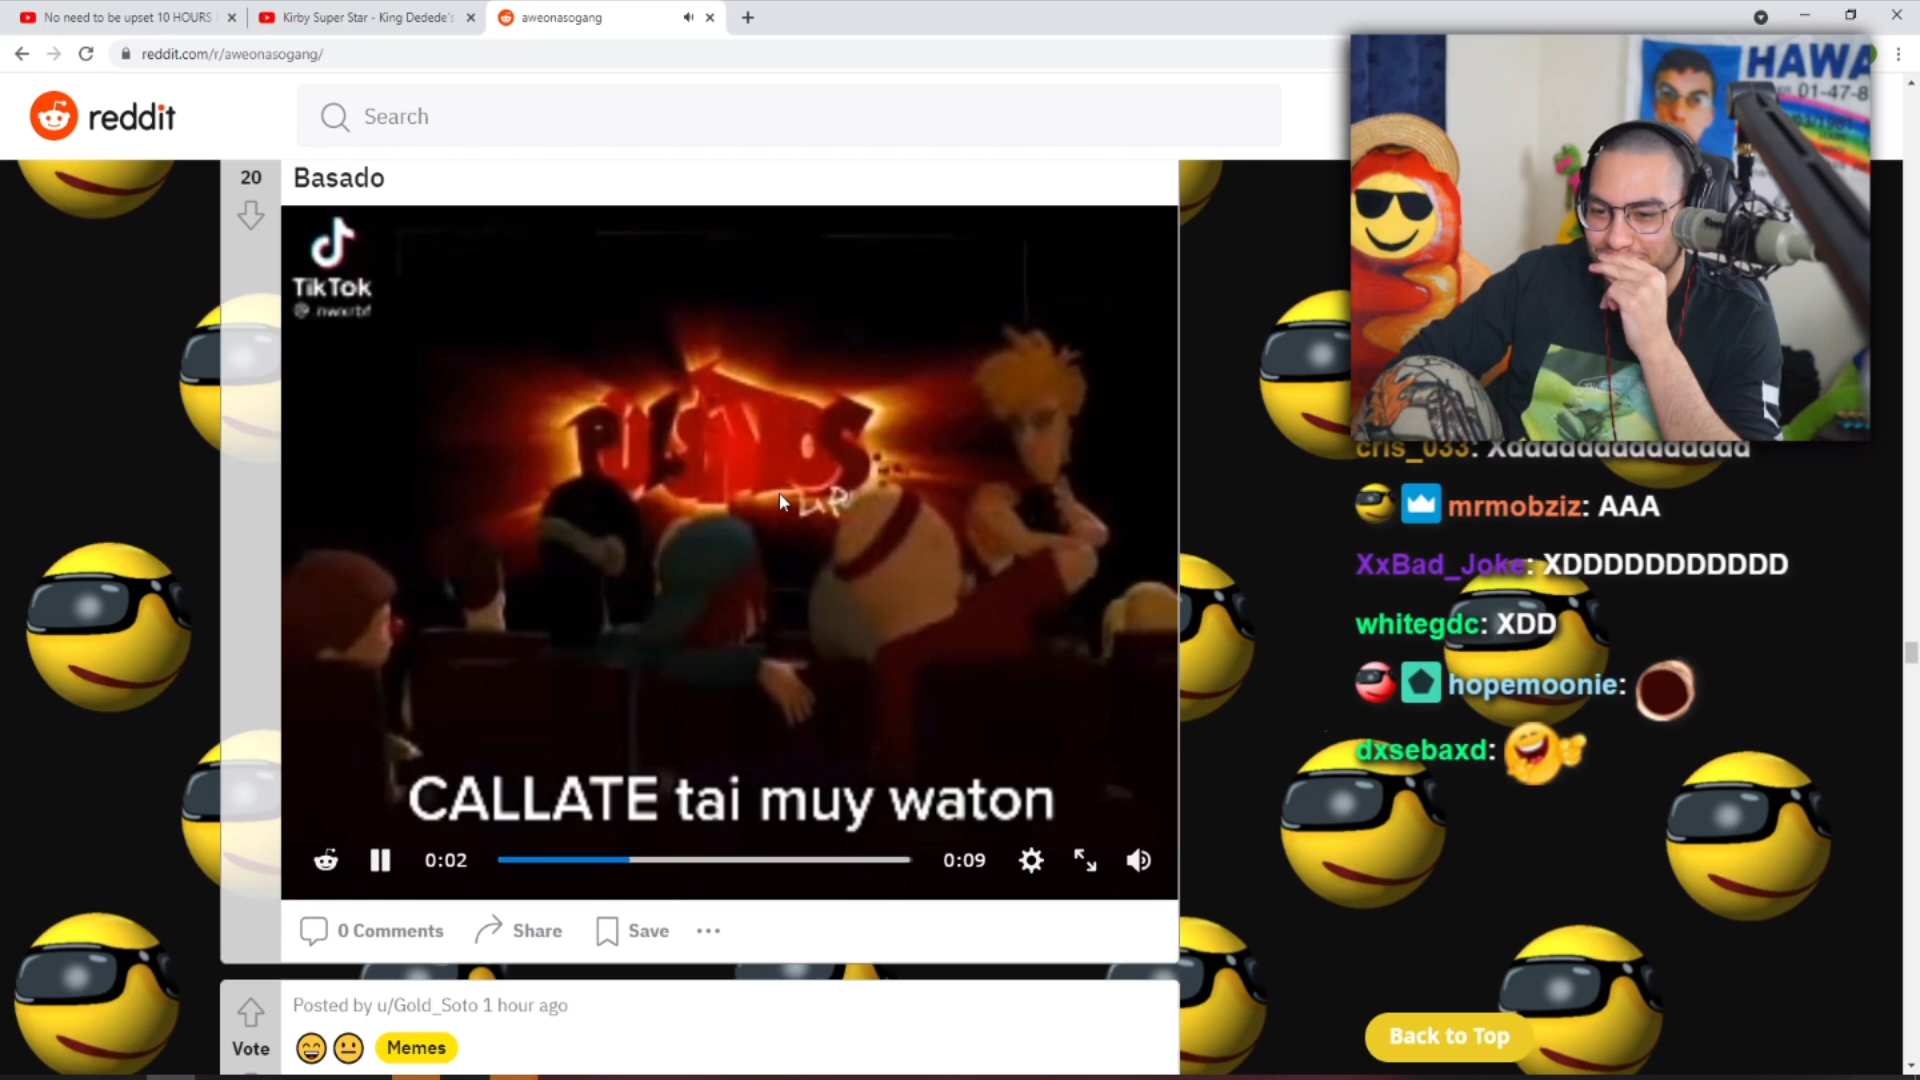 No need to be upset 10 HOURS
Kirby Super Star - King Dedede's
aweonasogang
reddit.com/r/aweonasogang/
reddit
Search
20
Basado
TikTok
CALLATE tai muy waton
0:02
0:09
0 Comments
Share
Save
Posted by u/Gold_Soto 1 hour ago
Vote
Memes
HAWA
01-47-8
cris_033: Xddddddddddddddd
mrmobziz: AAA
XxBad_Joke: XDDDDDDDDDDD
whitegdc: XDD
hopemoonie:
dxsebaxd:
Back to Top